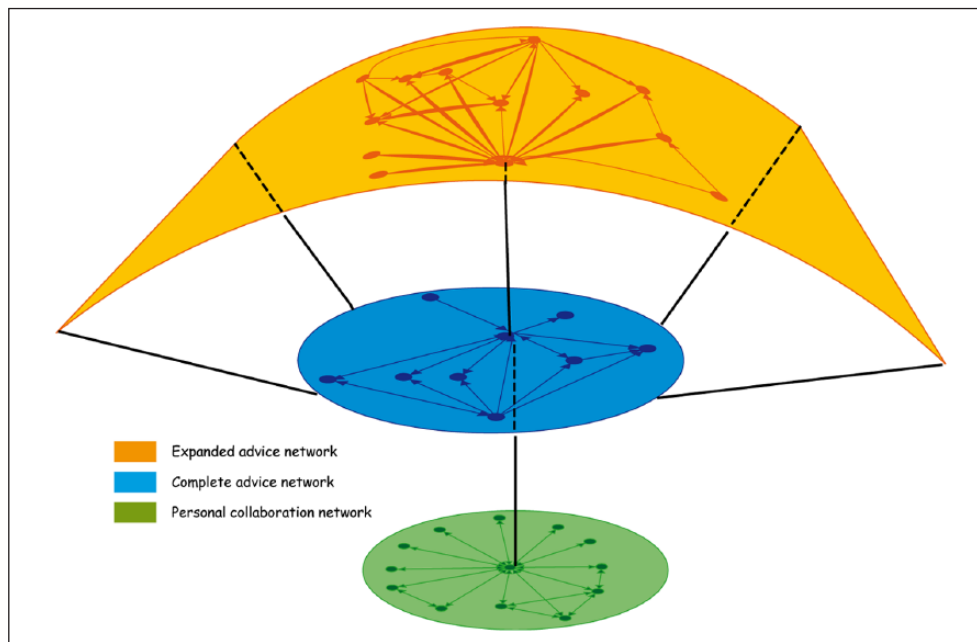 Expanded advice network
Complete advice network
Personal collaboration network